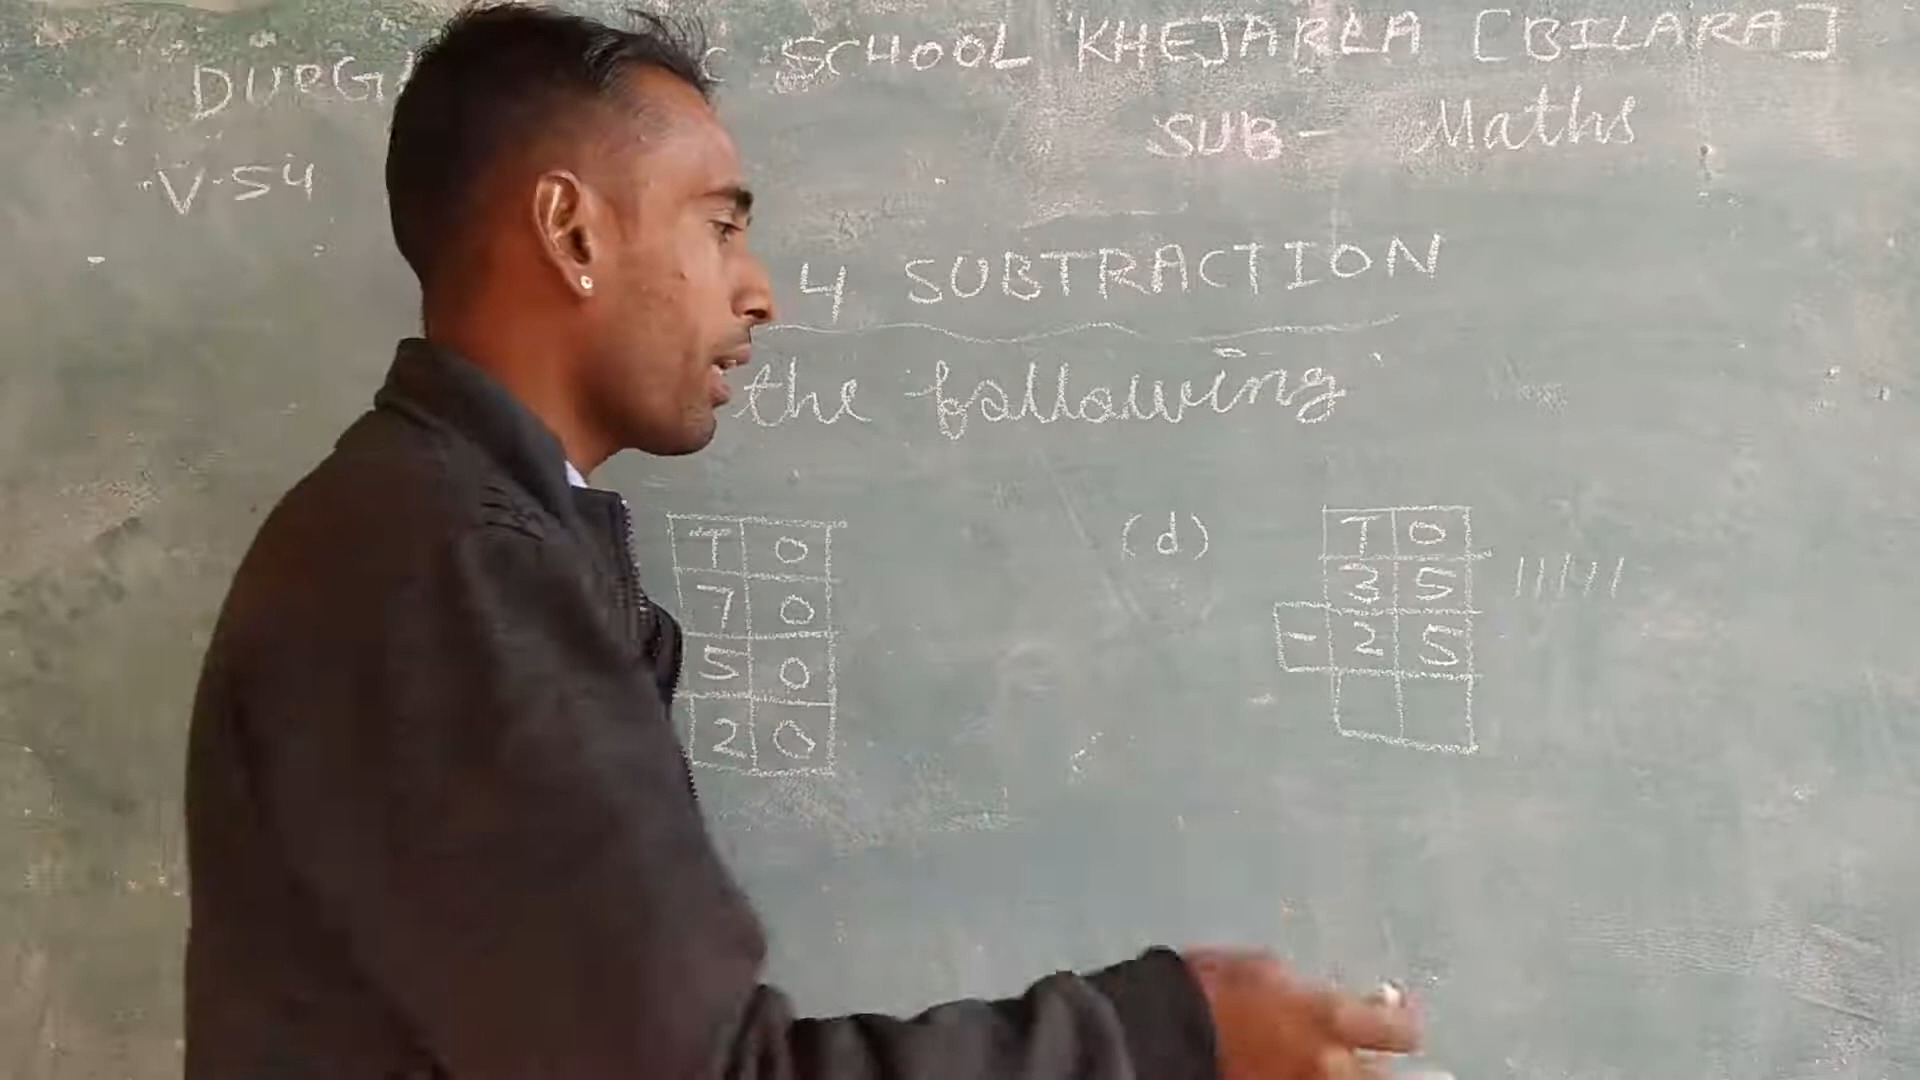 SCHOOL KHEJARLA [BILARA]
SUB- Maths
V-54
4 SUBTRACTION
the following
T O
7 0
5 0
2 0
(d)
T O
3 5
- 2 5